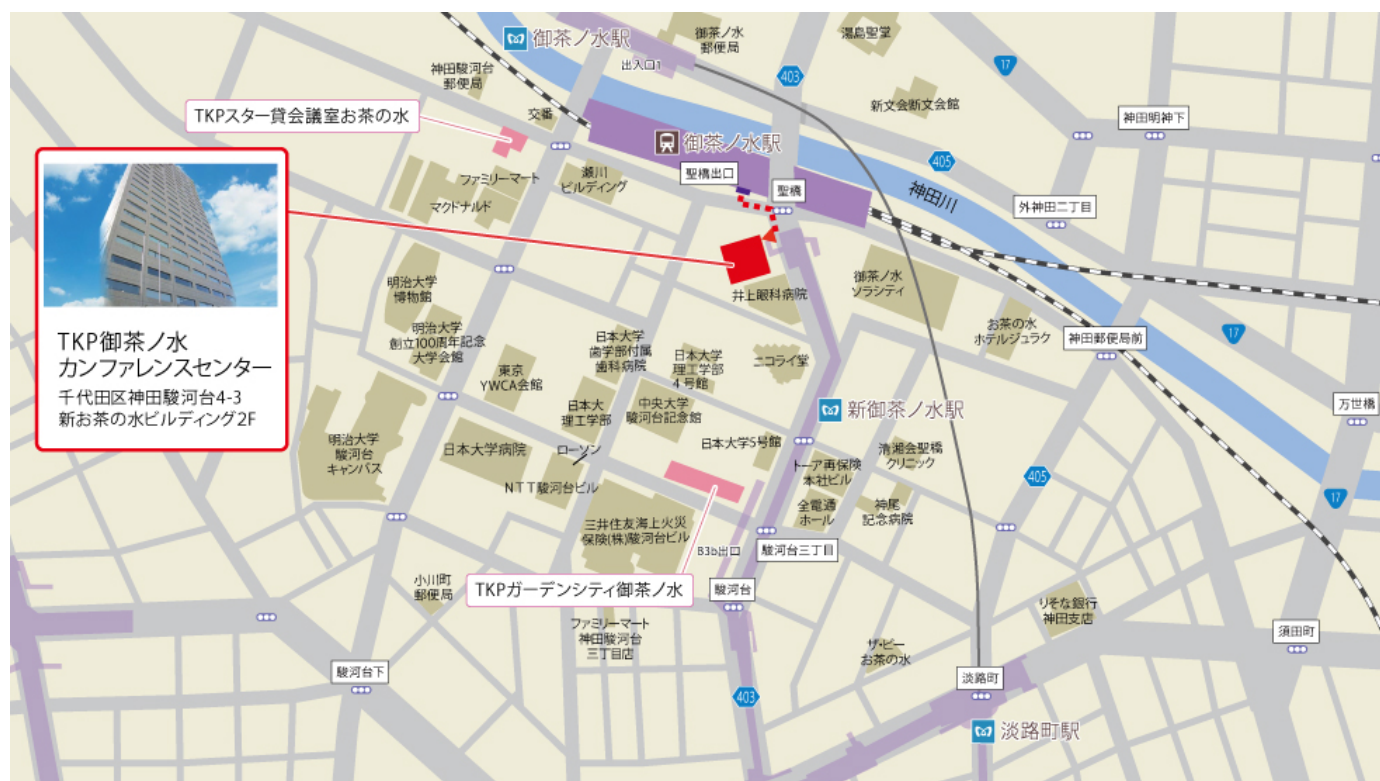 御茶ノ水駅
御茶ノ水
郵便局
湯島聖堂
出入口1
神田駿河台
郵便局
403
17
TKPスター貸会議室お茶の水
交番
新文会断文会館
神田明神下
御茶ノ水駅
405
聖橋出口
瀬川
ビルディング
ファミリーマート
マクドナルド
聖橋
神田川
外神田二丁目
TKP御茶ノ水
カンファレンスセンター
千代田区神田駿河台4-3
新お茶の水ビルディング2F
明治大学
博物館
井上眼科病院
御茶ノ水
ソラシティ
お茶の水
ホテルジュラク
神田郵便局前
17
明治大学
創立100周年記念
大学会館
日本大学
歯学部付属
歯科病院
日本大学
理工学部
4号館
ニコライ堂
東京
YWCA会館
日本大
理工学部
中央大学
駿河台記念館
新御茶ノ水駅
万世橋
明治大学
駿河台
キャンパス
日本大学病院
ローソン
日本大学5号館
トーア再保険
本社ビル
清湘会聖橋
クリニック
405
17
NTT駿河台ビル
全電通
ホール
神尾
記念病院
三井住友海上火災
保険(株)駿河台ビル
B3b出口
駿河台三丁目
小川町
郵便局
TKPガーデンシティ御茶ノ水
駿河台
りそな銀行
神田支店
ファミリーマート
神田駿河台
三丁目店
須田町
ザ・ビー
お茶の水
駿河台下
淡路町
403
淡路町駅